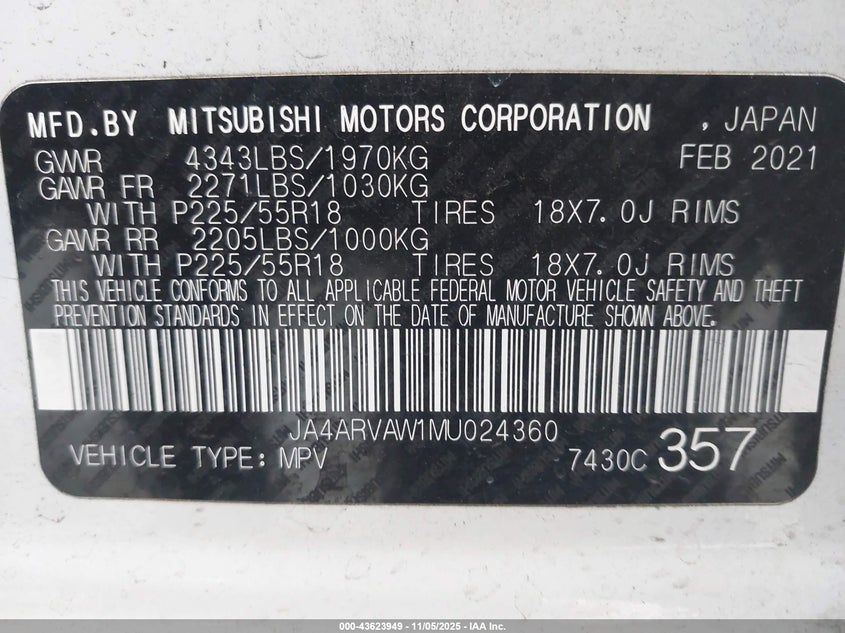 MFD.BY MITSUBISHI MOTORS CORPORATION , JAPAN
GVWR 4343LBS/1970KG FEB 2021
GAWR FR 2271LBS/1030KG
WITH P225/55R18 TIRES 18X7.0J RIMS
GAWR RR 2205LBS/1000KG
WITH P225/55R18 TIRES 18X7.0J RIMS
THIS VEHICLE CONFORMS TO ALL APPLICABLE FEDERAL MOTOR VEHICLE SAFETY AND THEFT
PREVENTION STANDARDS IN EFFECT ON THE DATE OF MANUFACTURE SHOWN ABOVE.
JA4ARVAW1MU024360
VEHICLE TYPE: MPV 7430C 357
000-43623949 - 11/05/2025 - IAA Inc.